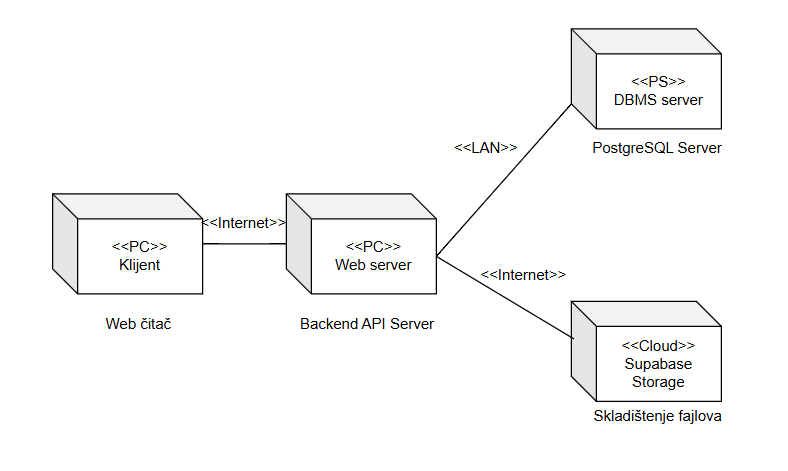 <<PS>>
DBMS server
PostgreSQL Server
<<LAN>>
<<Internet>>
<<PC>>
Klijent
Web čitač
<<PC>>
Web server
Backend API Server
<<Internet>>
<<Cloud>>
Supabase
Storage
Skladištenje fajlova